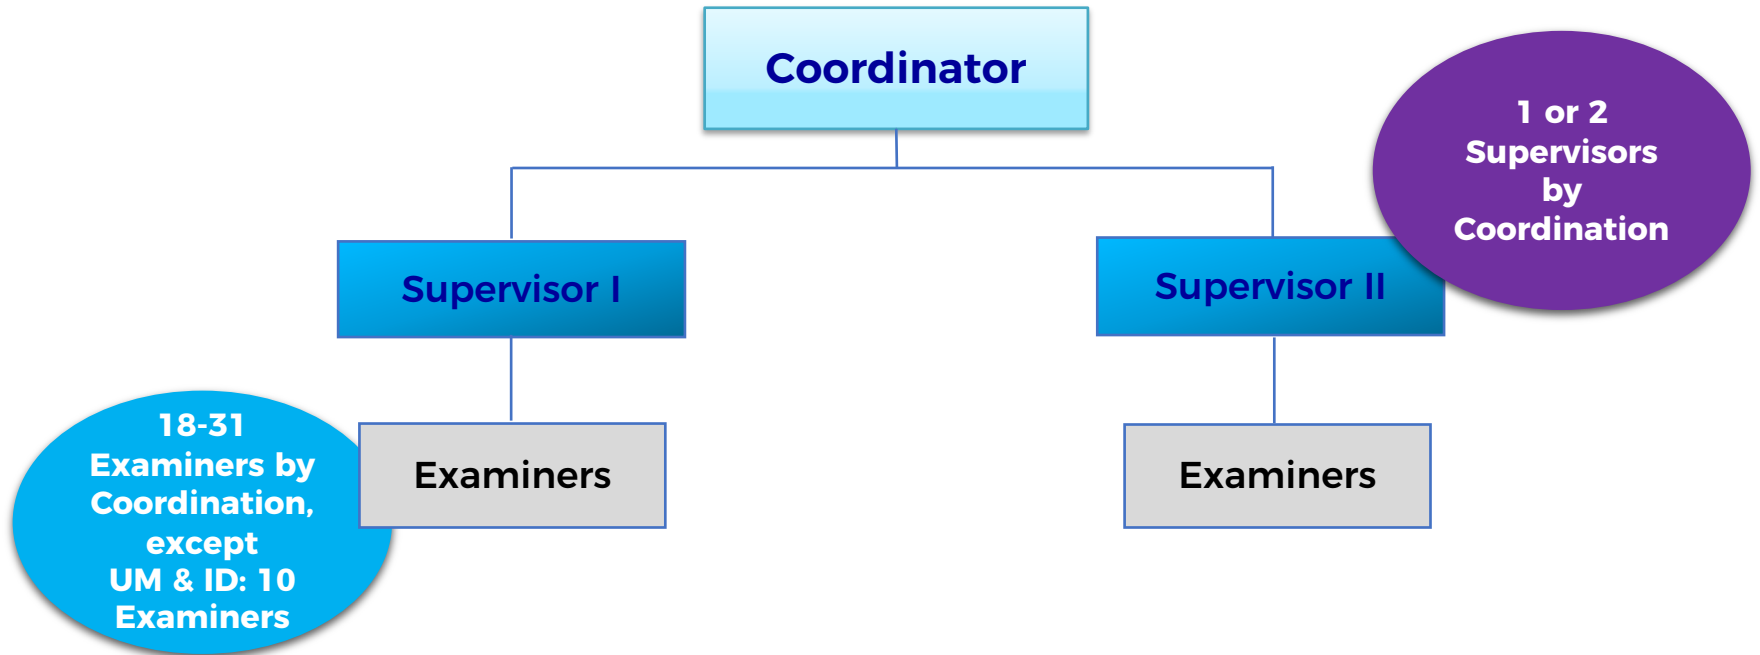 Coordinator
1 or 2
Supervisors
by
Coordination
Supervisor I
Supervisor II
18-31
Examiners by
Coordination,
except
UM & ID: 10
Examiners
Examiners
Examiners